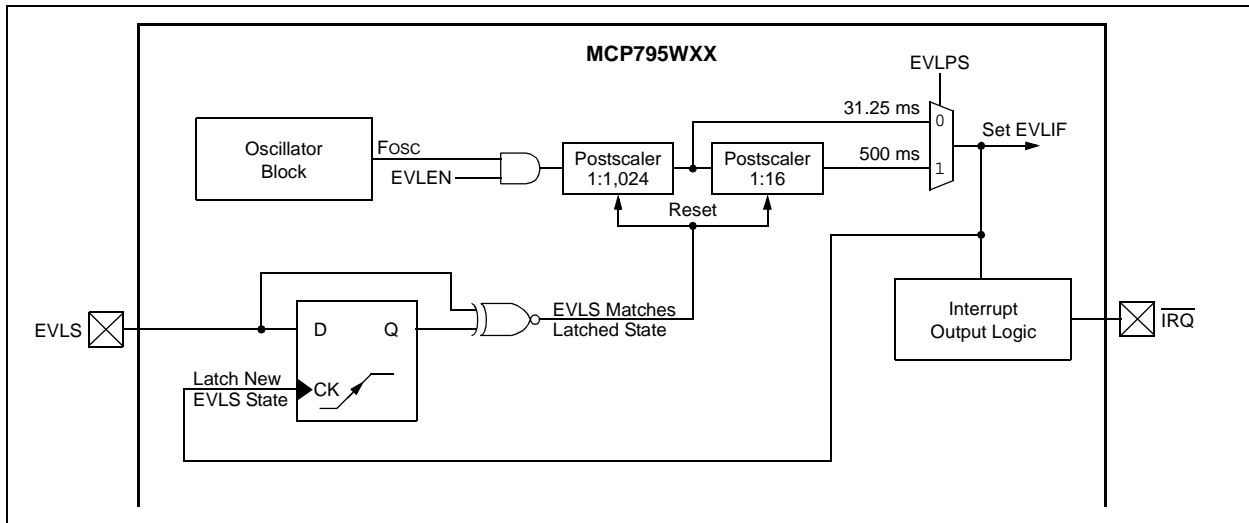 MCP795WXX
EVLPS
31.25 ms
0
Set EVLIF
Oscillator
Block
FOSC
EVLEN
Postscaler
1:1,024
Postscaler
1:16
500 ms
1
Reset
EVLS
D
Q
EVLS Matches
Latched State
Interrupt
Output Logic
IRQ
Latch New
EVLS State
CK